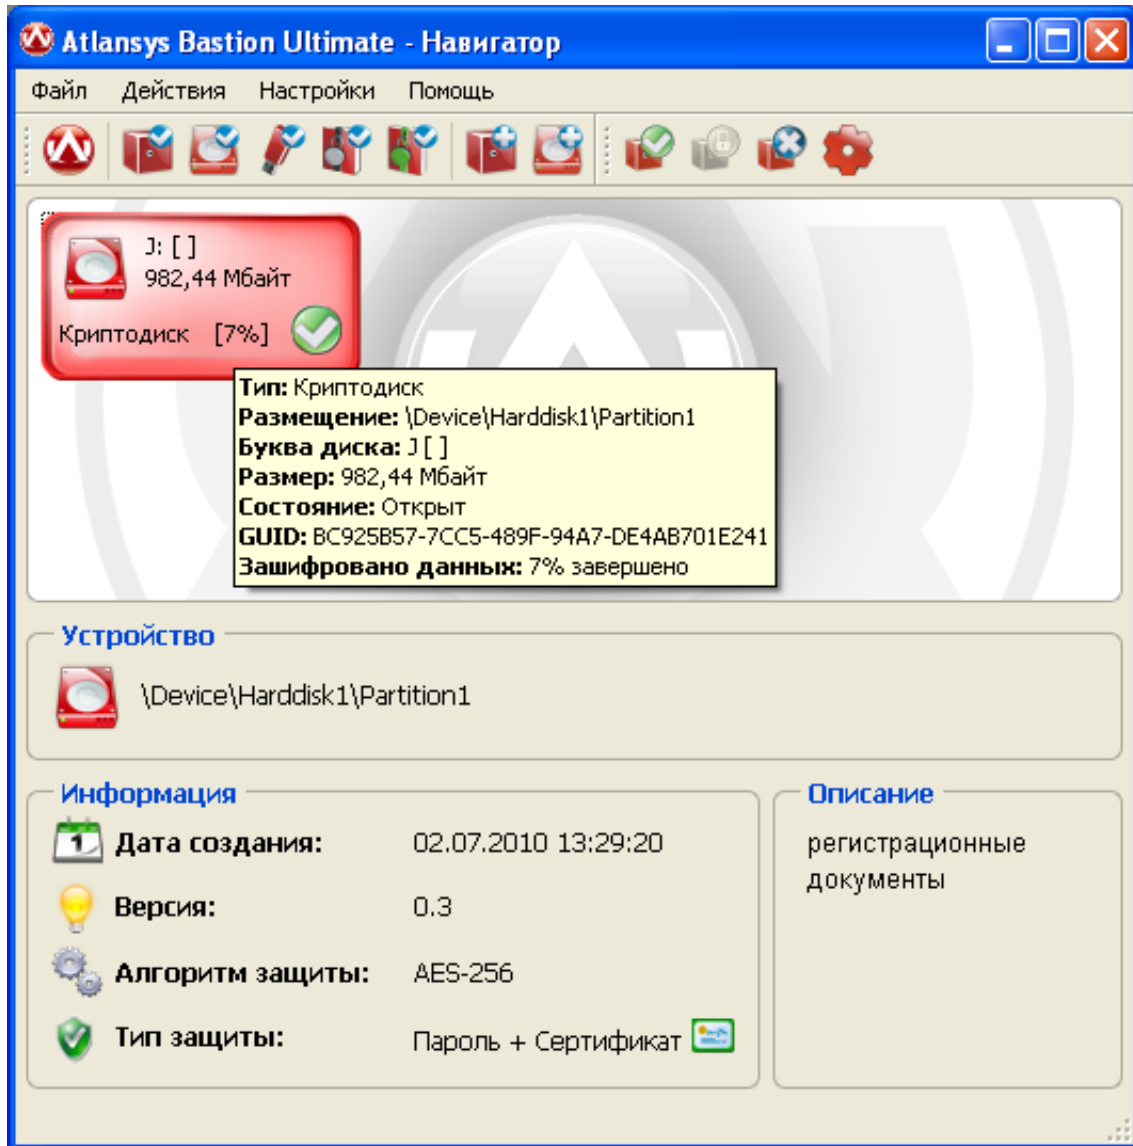 Atlansys Bastion Ultimate - Навигатор
Файл Действия Настройки Помощь
J: [ ]
982,44 Мбайт
Криптодиск [7%]
Тип: Криптодиск
Размещение: \Device\Harddisk1\Partition1
Буква диска: J [ ]
Размер: 982,44 Мбайт
Состояние: Открыт
GUID: BC925B57-7CC5-489F-94A7-DE4AB701E241
Зашифровано данных: 7% завершено
Устройство
\Device\Harddisk1\Partition1
Информация
Дата создания: 02.07.2010 13:29:20
Версия: 0.3
Алгоритм защиты: AES-256
Тип защиты: Пароль + Сертификат
Описание
регистрационные
документы